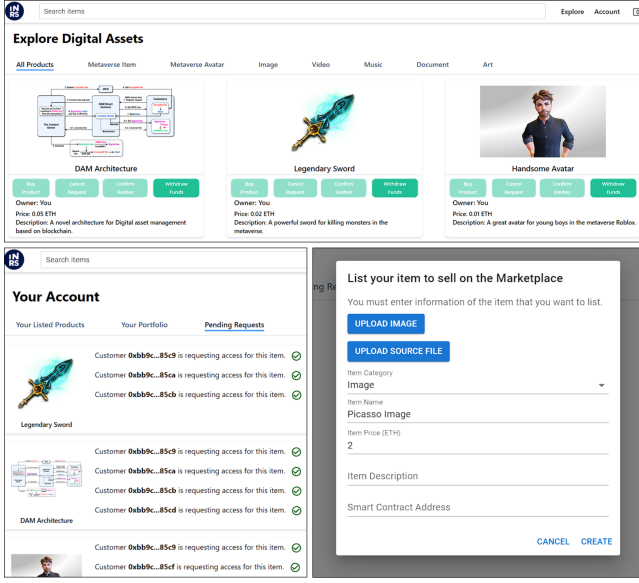 INRS
Search items
Explore Account
Explore Digital Assets
All Products Metaverse Item Metaverse Avatar Image Video Music Document Art
DAM Architecture
Buy Product
Cancel Request
Confirm Hashes
Withdraw Funds
Owner: You
Price: 0.05 ETH
Description: A novel architecture for Digital asset management
based on blockchain.
Legendary Sword
Buy Product
Cancel Request
Confirm Hashes
Withdraw Funds
Owner: You
Price: 0.02 ETH
Description: A powerful sword for killing monsters in the
metaverse.
Handsome Avatar
Buy Product
Cancel Request
Confirm Hashes
Withdraw Funds
Owner: You
Price: 0.01 ETH
Description: A great avatar for young boys in the metaverse Roblox.
INRS
Search items
Your Account
Your Listed Products Your Portfolio Pending Requests
Customer 0xbb9c...85c9 is requesting access for this item.
Customer 0xbb9c...85ca is requesting access for this item.
Customer 0xbb9c...85cb is requesting access for this item.
Legendary Sword
Customer 0xbb9c...85c9 is requesting access for this item.
Customer 0xbb9c...85ca is requesting access for this item.
Customer 0xbb9c...85cb is requesting access for this item.
Customer 0xbb9c...85cd is requesting access for this item.
DAM Architecture
Customer 0xbb9c...85c9 is requesting access for this item.
Customer 0xbb9c...85cf is requesting access for this item.
ng Re
List your item to sell on the Marketplace
You must enter information of the item that you want to list.
UPLOAD IMAGE
UPLOAD SOURCE FILE
Item Category
Image
Item Name
Picasso Image
Item Price (ETH)
2
Item Description
Smart Contract Address
CANCEL CREATE